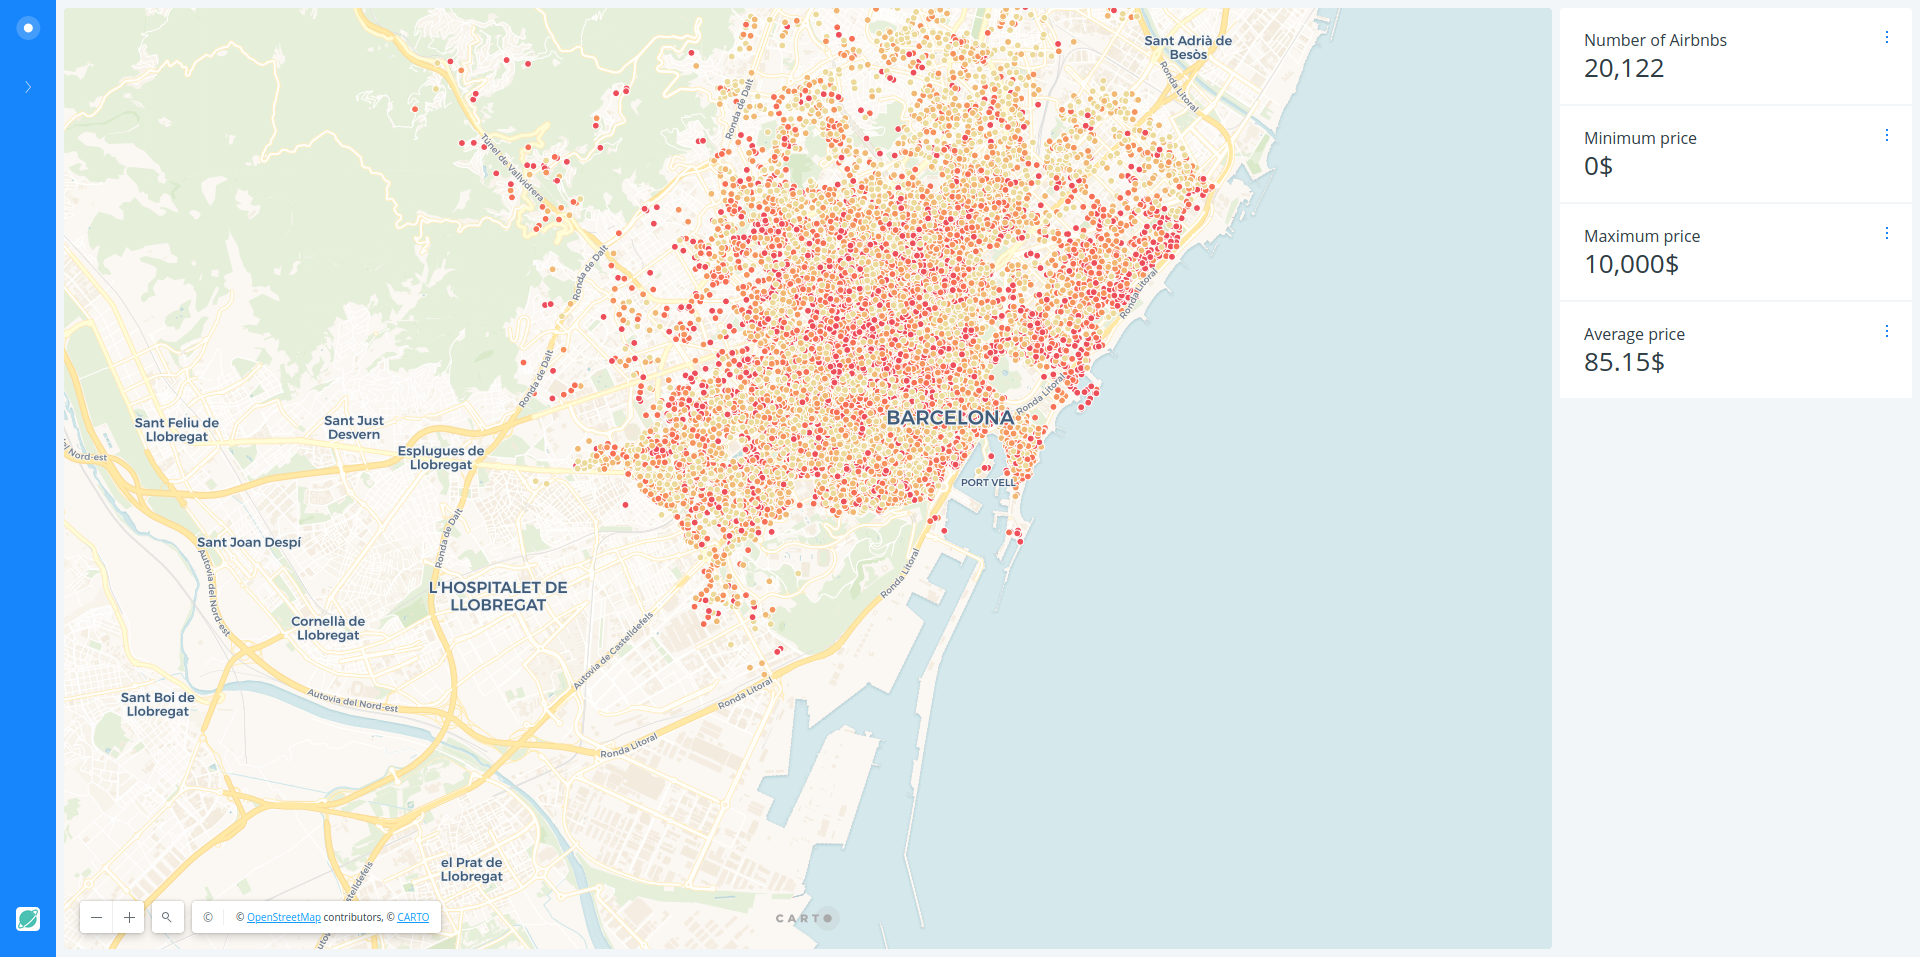 Sant Adrià de
Besòs
Ronda Litoral
Ronda de Dalt
Túnel de Vallvidrera
Ronda de Dalt
Ronda Litoral
Ronda de Dalt
Ronda Litoral
BARCELONA
Sant Feliu de
Llobregat
Sant Just
Desvern
Esplugues de
Llobregat
Nord-est
PORT VELL
Ronda de Dalt
Sant Joan Despí
Autovia del Nord-est
L'HOSPITALET DE
LLOBREGAT
Ronda Litoral
Cornellà de
Llobregat
Autovia de Castelldefels
Sant Boi de
Llobregat
Autovia del Nord-est
Ronda Litoral
Ronda Litoral
el Prat de
Llobregat
© © OpenStreetMap contributors, © CARTO
CARTO
Number of Airbnbs
20,122
Minimum price
0$
Maximum price
10,000$
Average price
85.15$